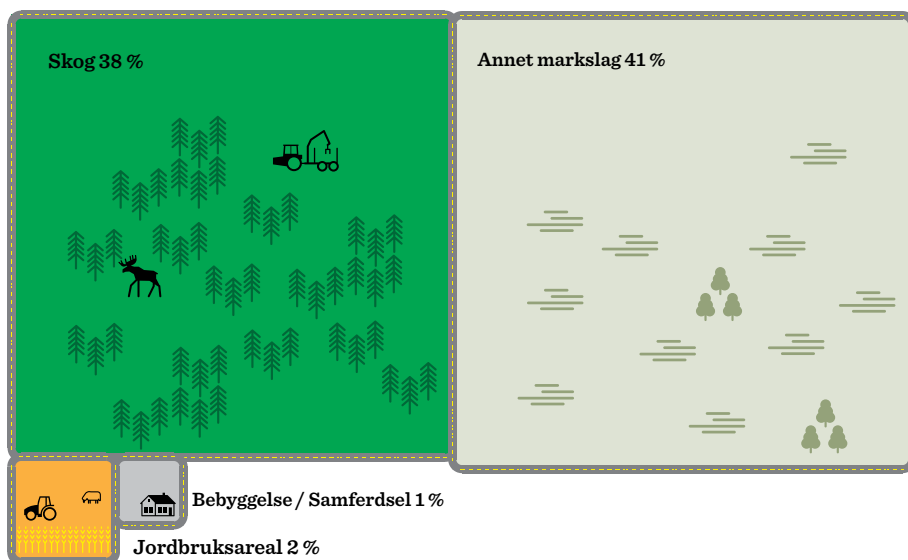 Skog 38 %
Annet markslag 41 %
Bebyggelse / Samferdsel 1 %
Jordbruksareal 2 %